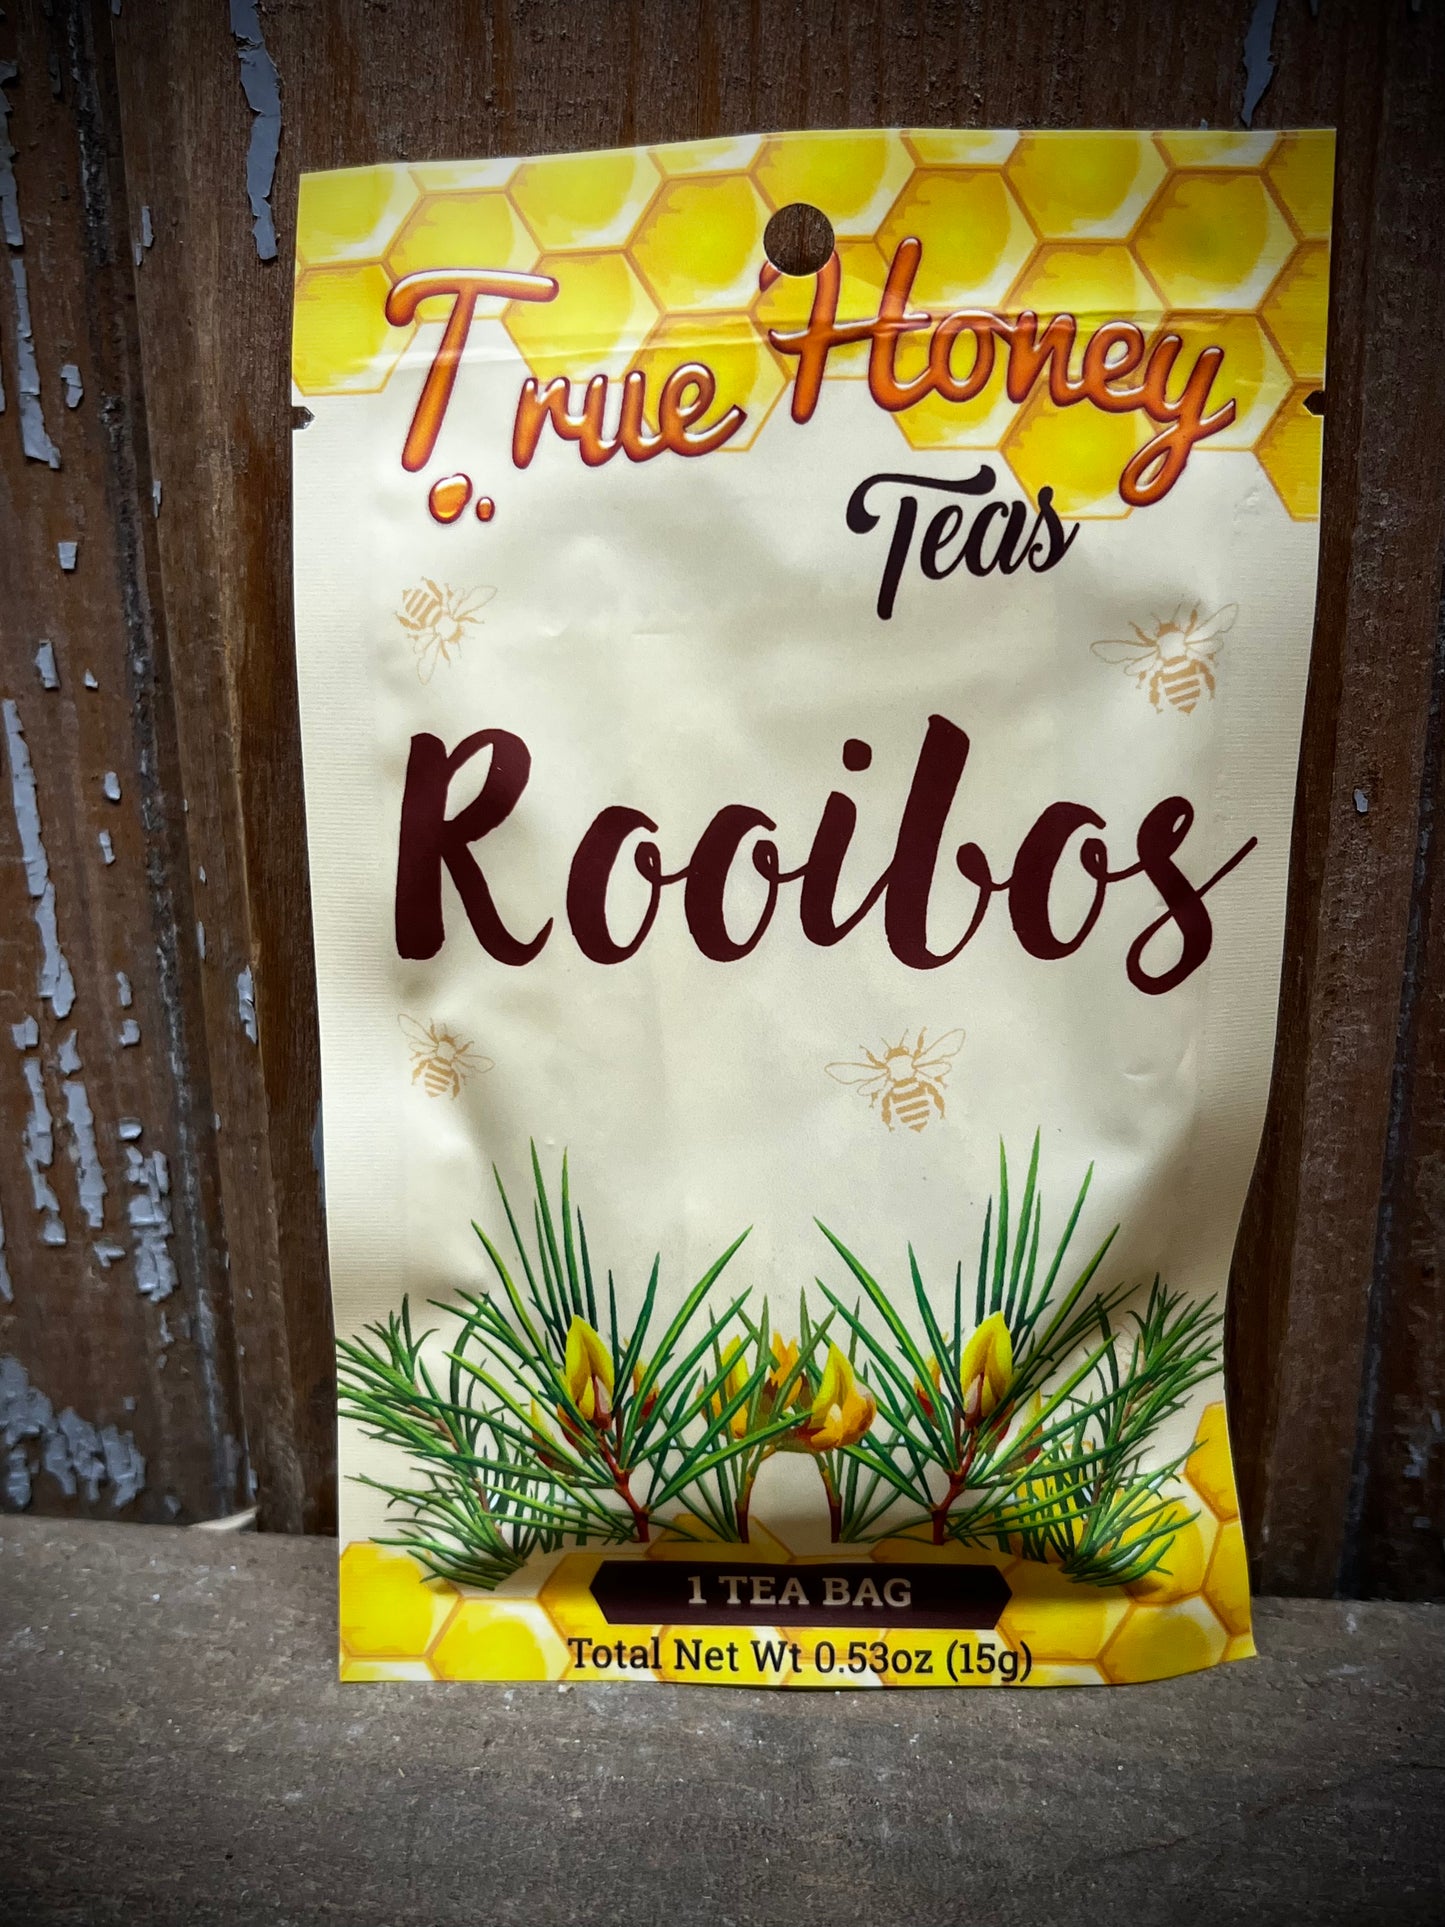 True Honey
Teas
Rooibos
1 TEA BAG
Total Net Wt 0.53oz (15g)